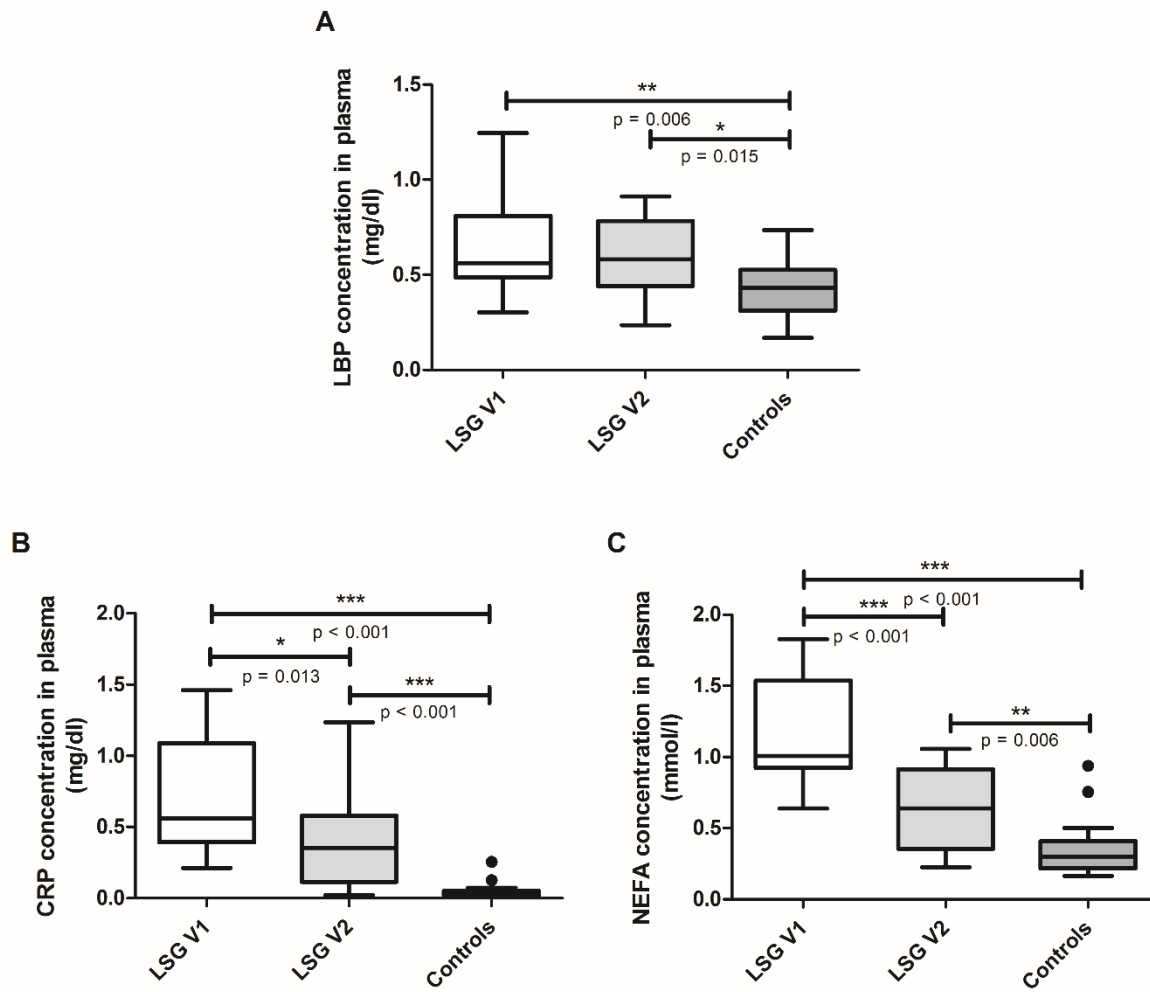 A
LBP concentration in plasma
(mg/dl)
1.5
1.0
0.5
0.0
**
p = 0.006
*
p = 0.015
LSG V1
LSG V2
Controls
B
CRP concentration in plasma
(mg/dl)
2.0
1.5
1.0
0.5
0.0
***
p < 0.001
*
p = 0.013
***
p < 0.001
LSG V1
LSG V2
Controls
C
NEFA concentration in plasma
(mmol/l)
2.0
1.5
1.0
0.5
0.0
***
p < 0.001
***
p < 0.001
**
p = 0.006
LSG V1
LSG V2
Controls